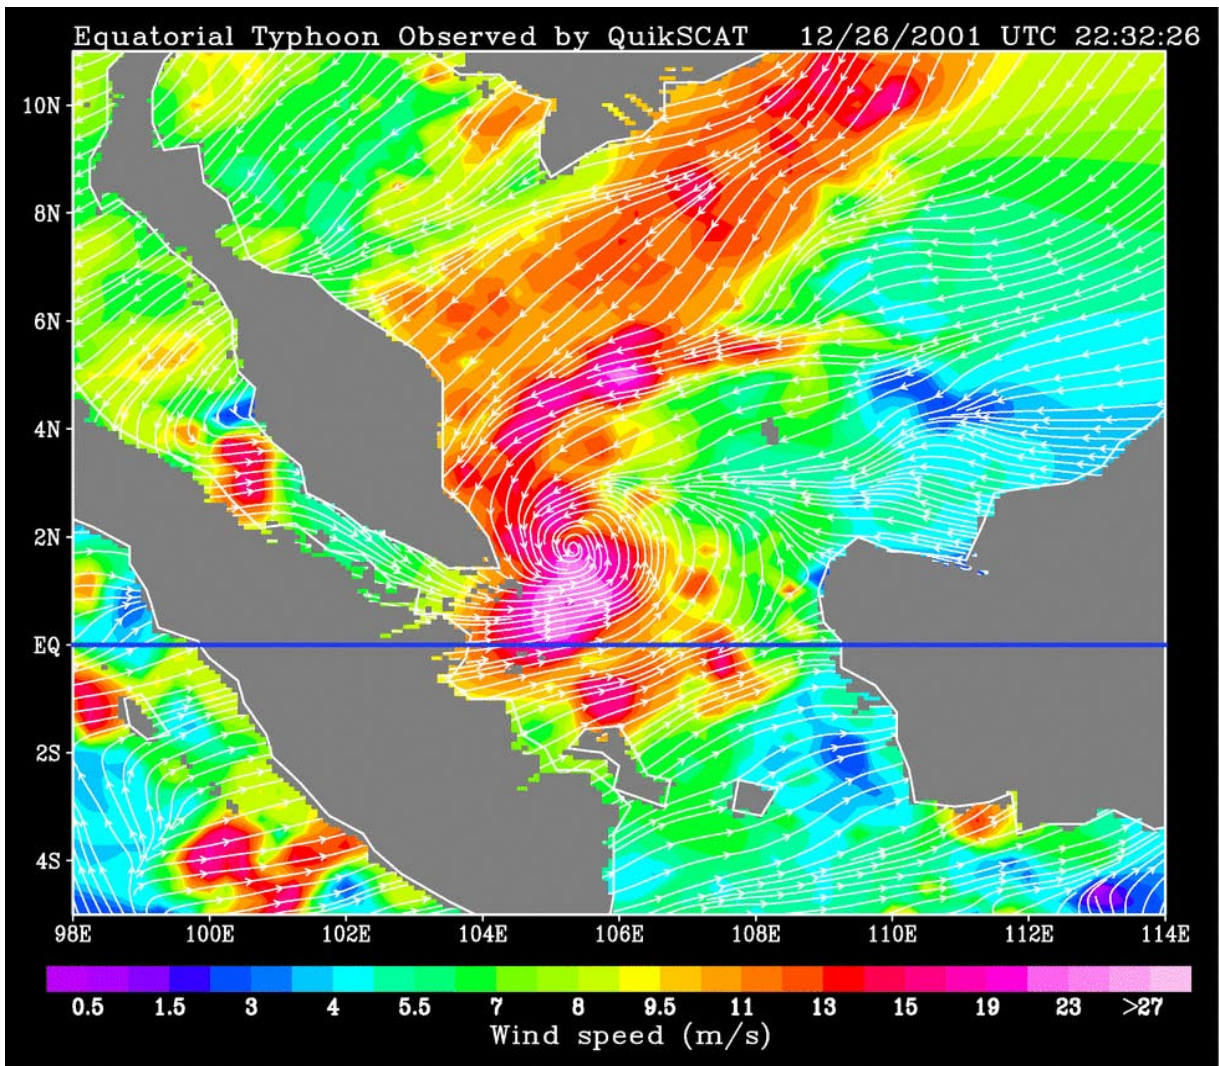 Equatorial Typhoon Observed by QuikSCAT 12/26/2001 UTC 22:32:26
10N
8N
6N
4N
2N
EQ
2S
4S
98E 100E 102E 104E 106E 108E 110E 112E 114E
0.5 1.5 3 4 5.5 7 8 9.5 11 13 15 19 23 >27
Wind speed (m/s)